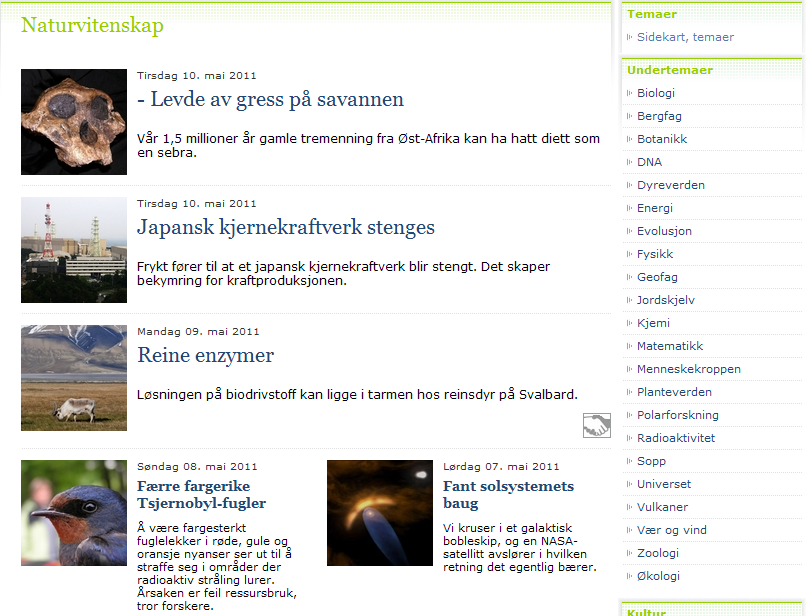 Naturvitenskap
Tirsdag 10. mai 2011
- Levde av gress på savannen
Vår 1,5 millioner år gamle tremenning fra Øst-Afrika kan ha hatt diett som
en sebra.
Tirsdag 10. mai 2011
Japansk kjernekraftverk stenges
Frykt fører til at et japansk kjernekraftverk blir stengt. Det skaper
bekymring for kraftproduksjonen.
Mandag 09. mai 2011
Reine enzymer
Løsningen på biodrivstoff kan ligge i tarmen hos reinsdyr på Svalbard.
Søndag 08. mai 2011
Færre fargerike
Tsjernobyl-fugler
Å være fargesterkt
fuglelekker i røde, gule og
oransje nyanser ser ut til å
straffe seg i områder der
radioaktiv stråling lurer.
Årsaken er feil ressursbruk,
tror forskere.
Lørdag 07. mai 2011
Fant solsystemets
baug
Vi kruser i et galaktisk
bobleskip, og en NASA-
satellitt avslører i hvilken
retning det egentlig bærer.
Temaer
Sidekart, temaer
Undertemaer
Biologi
Bergfag
Botanikk
DNA
Dyreverden
Energi
Evolusjon
Fysikk
Geofag
Jordskjelv
Kjemi
Matematikk
Menneskekroppen
Planteverden
Polarforskning
Radioaktivitet
Sopp
Universet
Vulkaner
Vær og vind
Zoologi
Økologi
Kultur